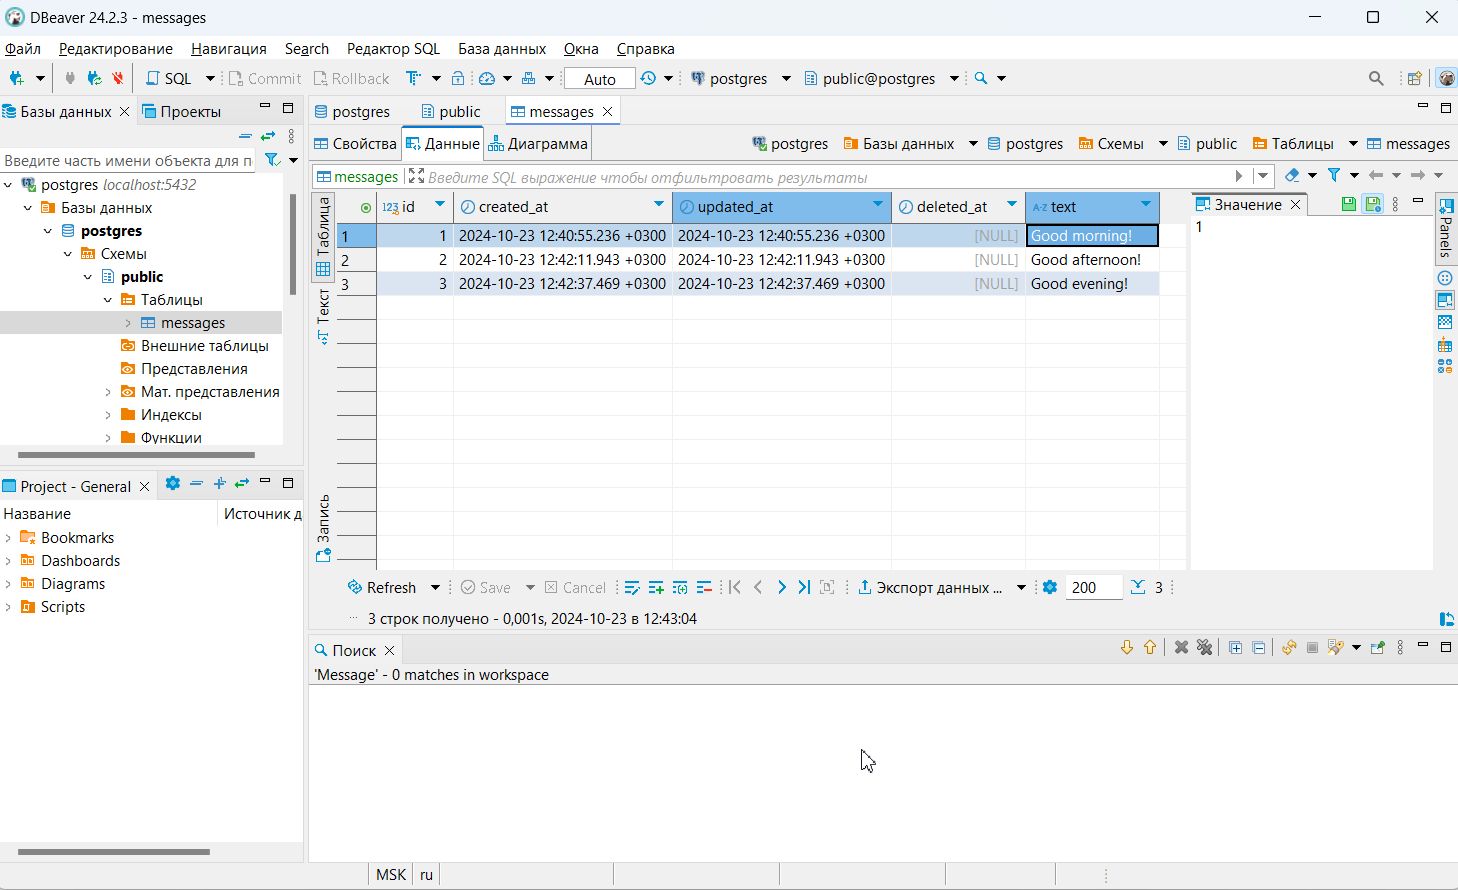 DBeaver 24.2.3 - messages
Файл Редактирование Навигация Search Редактор SQL База данных Окна Справка
SQL Commit Rollback Auto postgres public@postgres
Базы данных Проекты
Введите часть имени объекта для п
postgres localhost:5432
Базы данных
postgres
Схемы
public
Таблицы
messages
Внешние таблицы
Представления
Мат. представления
Индексы
Функции
Project - General
Название Источник д
Bookmarks
Dashboards
Diagrams
Scripts
postgres public messages
Свойства Данные Диаграмма postgres Базы данных postgres Схемы public Таблицы messages
messages Введите SQL выражение чтобы отфильтровать результаты
Таблица
Текст
Запись
123 id created_at updated_at deleted_at A-Z text
1 1 2024-10-23 12:40:55.236 +0300 2024-10-23 12:40:55.236 +0300 [NULL] Good morning!
2 2 2024-10-23 12:42:11.943 +0300 2024-10-23 12:42:11.943 +0300 [NULL] Good afternoon!
3 3 2024-10-23 12:42:37.469 +0300 2024-10-23 12:42:37.469 +0300 [NULL] Good evening!
Значение
1
Panels
Refresh Save Cancel Экспорт данных ... 200 3
3 строк получено - 0,001s, 2024-10-23 в 12:43:04
Поиск
'Message' - 0 matches in workspace
MSK ru